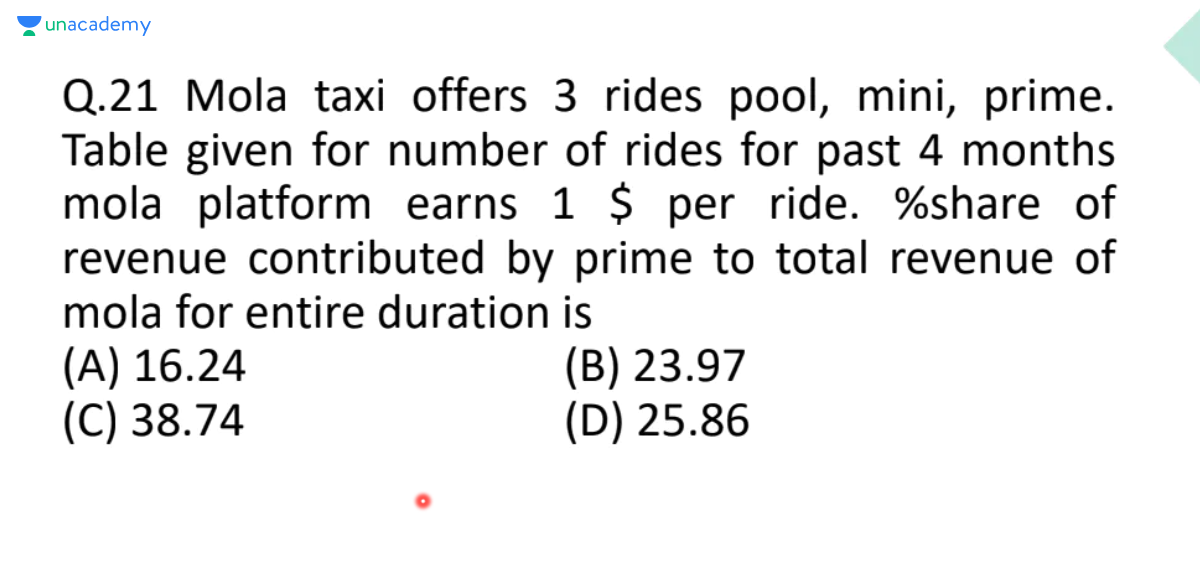 unacademy
Q.21 Mola taxi offers 3 rides pool, mini, prime.
Table given for number of rides for past 4 months
mola platform earns 1 $ per ride. %share of
revenue contributed by prime to total revenue of
mola for entire duration is
(A) 16.24 (B) 23.97
(C) 38.74 (D) 25.86